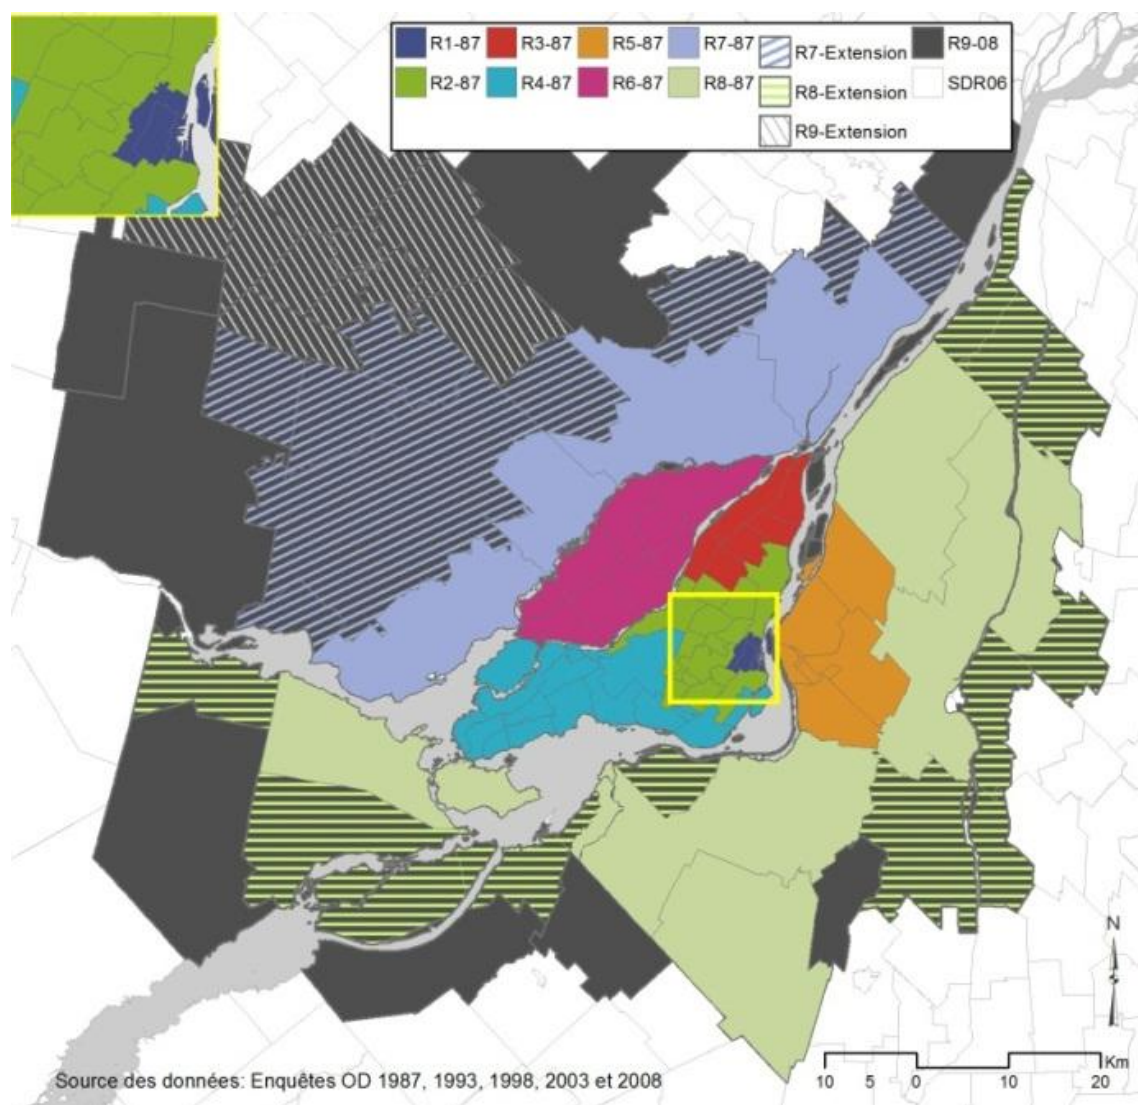 R1-87 R3-87 R5-87 R7-87 R7-Extension R9-08
R2-87 R4-87 R6-87 R8-87 R8-Extension SDR06
R9-Extension
N
Km
10 5 0 10 20
Source des données: Enquêtes OD 1987, 1993, 1998, 2003 et 2008